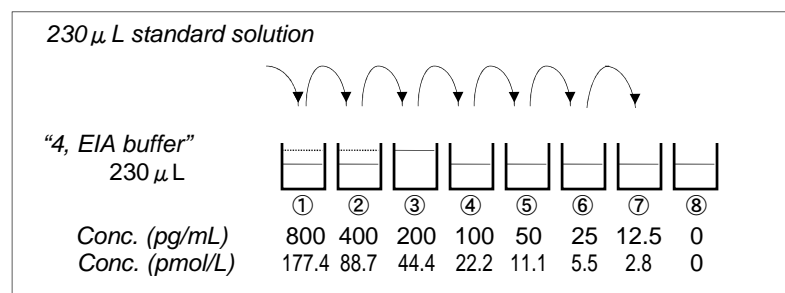 230 μ L standard solution
“4, EIA buffer”
230 μ L
① ② ③ ④ ⑤ ⑥ ⑦ ⑧
Conc. (pg/mL) 800 400 200 100 50 25 12.5 0
Conc. (pmol/L) 177.4 88.7 44.4 22.2 11.1 5.5 2.8 0